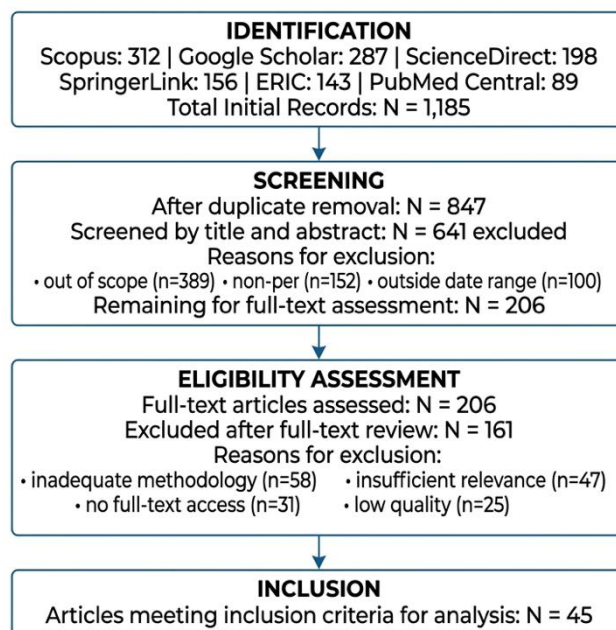 IDENTIFICATION
Scopus: 312 | Google Scholar: 287 | ScienceDirect: 198
SpringerLink: 156 | ERIC: 143 | PubMed Central: 89
Total Initial Records: N = 1,185
SCREENING
After duplicate removal: N = 847
Screened by title and abstract: N = 641 excluded
Reasons for exclusion:
• out of scope (n=389) • non-per (n=152) • outside date range (n=100)
Remaining for full-text assessment: N = 206
ELIGIBILITY ASSESSMENT
Full-text articles assessed: N = 206
Excluded after full-text review: N = 161
Reasons for exclusion:
• inadequate methodology (n=58) • insufficient relevance (n=47)
• no full-text access (n=31) • low quality (n=25)
INCLUSION
Articles meeting inclusion criteria for analysis: N = 45